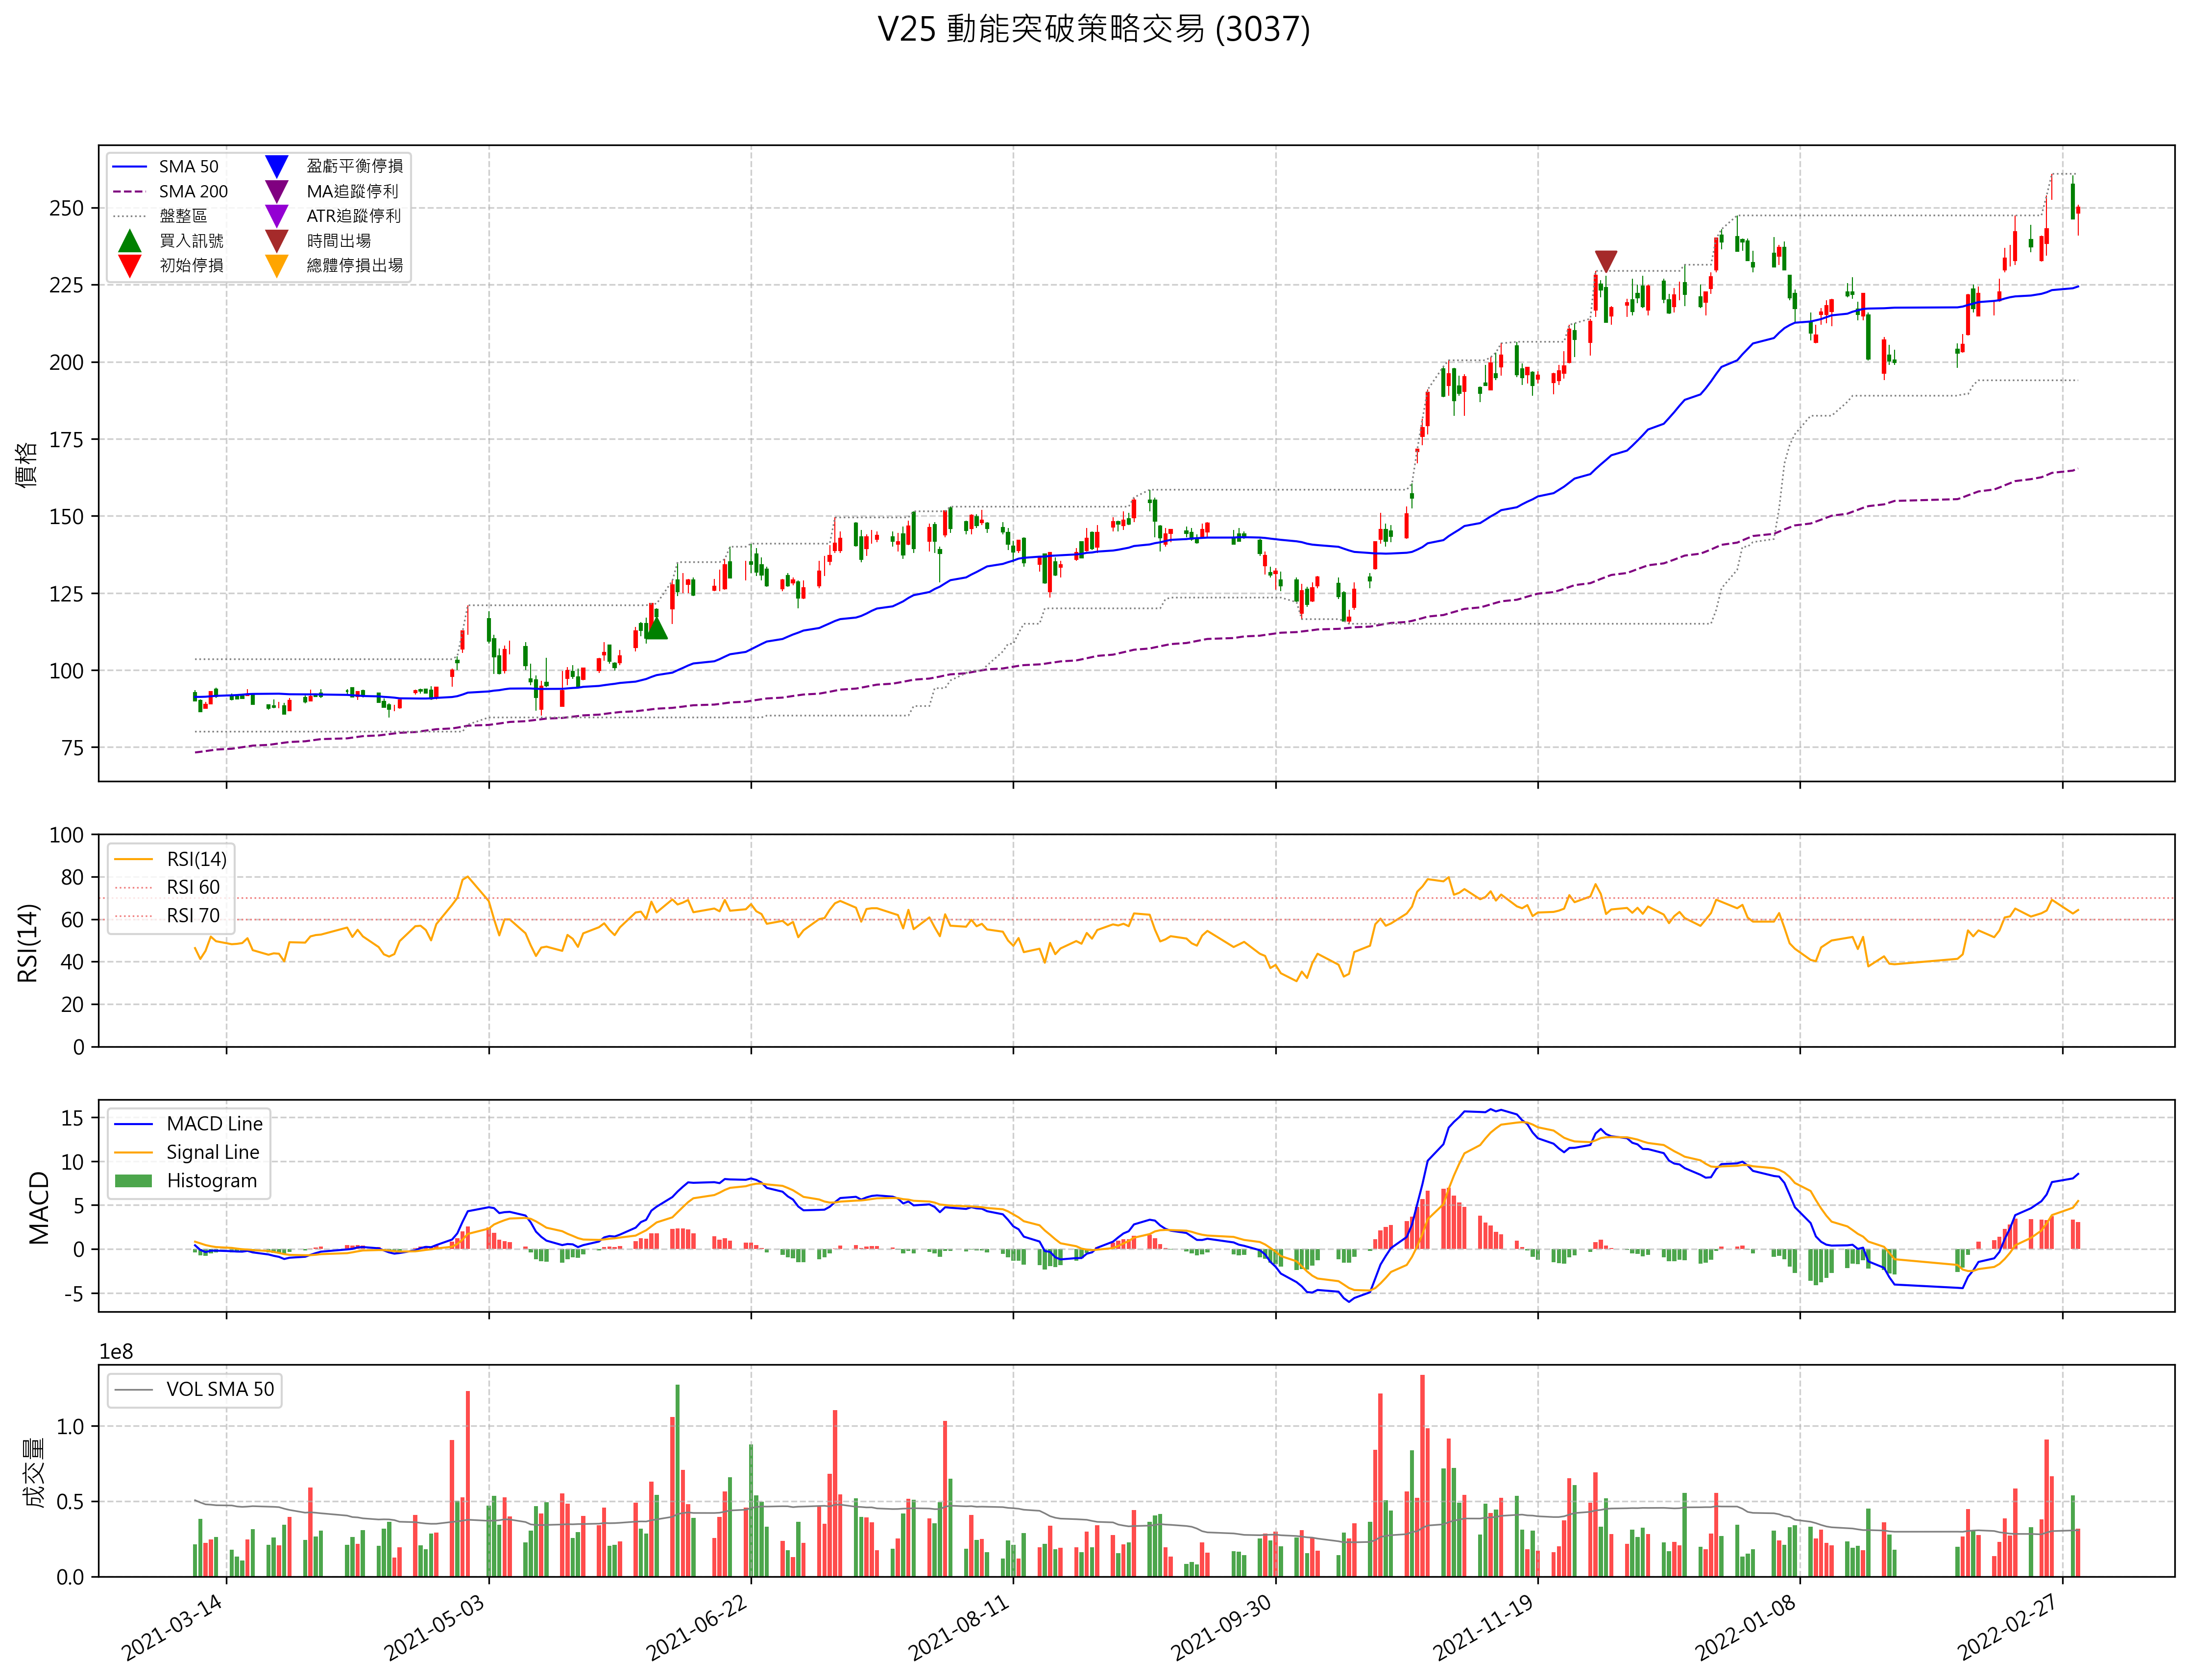 V25 動能突破策略交易 (3037)
SMA 50
SMA 200
盤整區
買入訊號
初始停損
盈虧平衡停損
MA追蹤停利
ATR追蹤停利
時間出場
總體停損出場
價格
250
225
200
175
150
125
100
75
RSI(14)
RSI 60
RSI 70
RSI(14)
100
80
60
40
20
0
MACD Line
Signal Line
Histogram
MACD
15
10
5
0
-5
1e8
VOL SMA 50
成交量
1.0
0.5
0.0
2021-03-14
2021-05-03
2021-06-22
2021-08-11
2021-09-30
2021-11-19
2022-01-08
2022-02-27